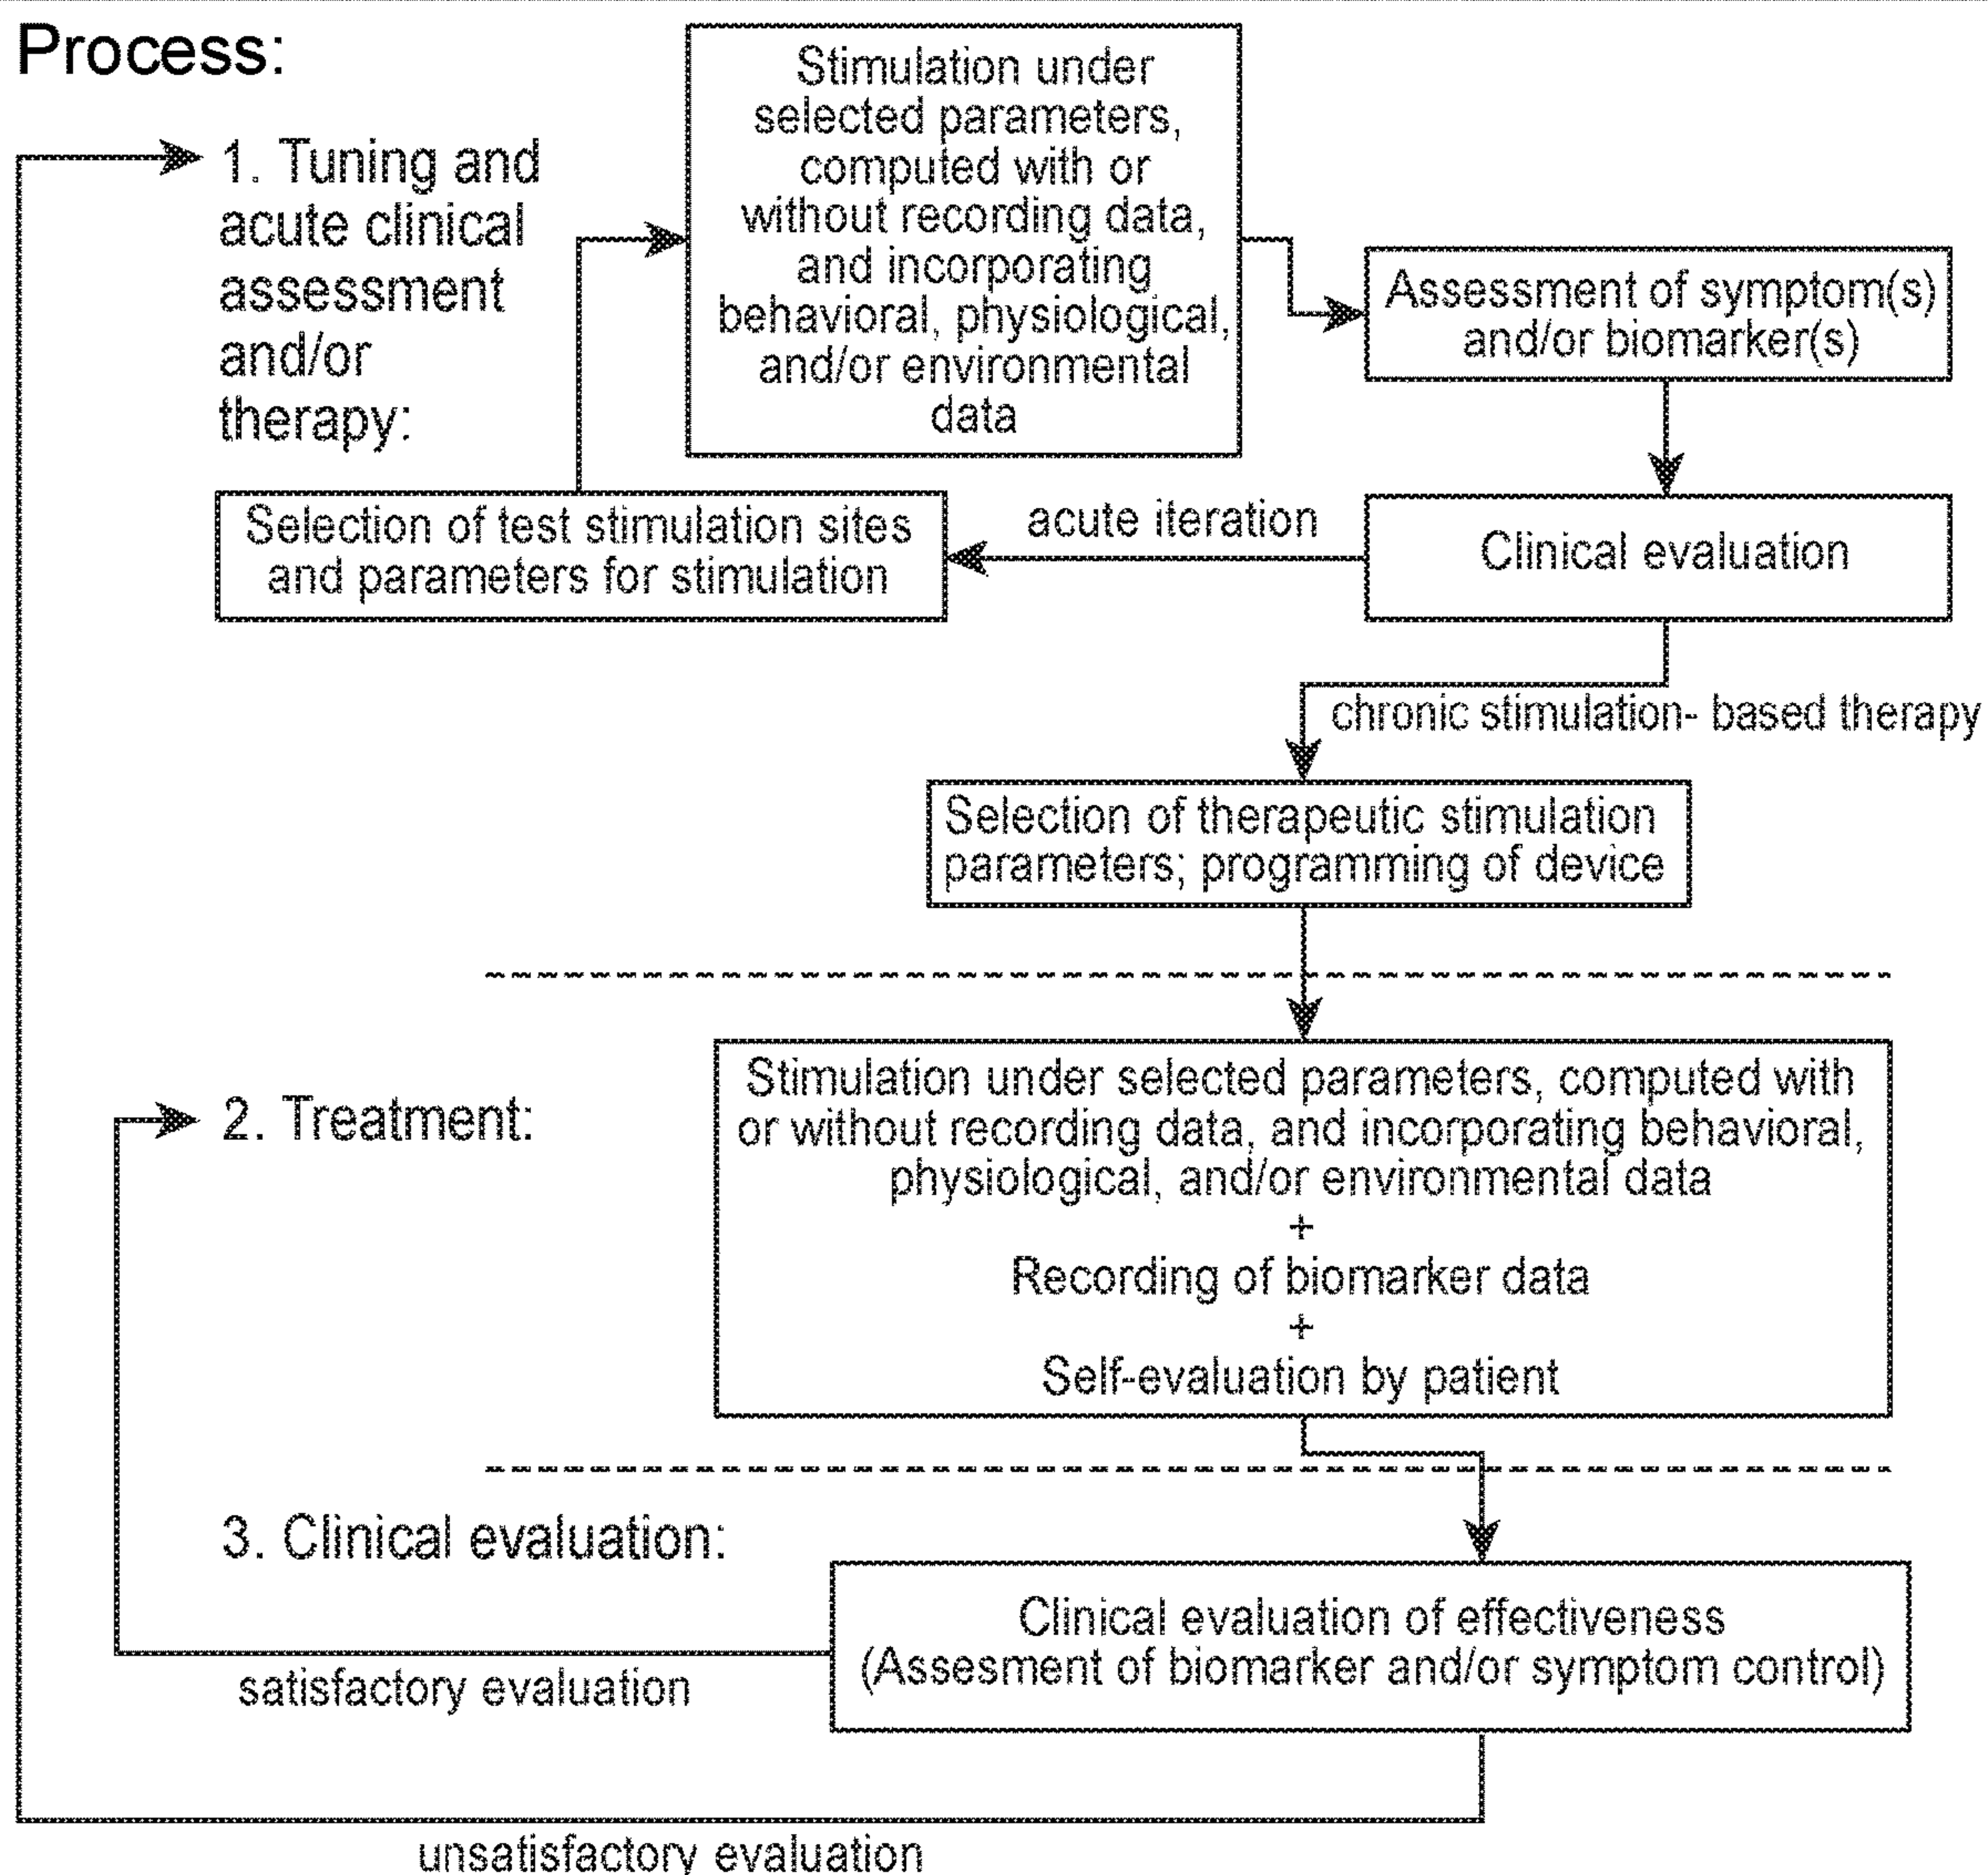 Process:
1. Tuning and
acute clinical
assessment
and/or
therapy:
Stimulation under
selected parameters,
computed with or
without recording data,
and incorporating
behavioral, physiological,
and/or environmental
data
Assessment of symptom(s)
and/or biomarker(s)
Selection of test stimulation sites
and parameters for stimulation
acute iteration
Clinical evaluation
chronic stimulation- based therapy
Selection of therapeutic stimulation
parameters; programming of device
2. Treatment:
Stimulation under selected parameters, computed with
or without recording data, and incorporating behavioral,
physiological, and/or environmental data
+
Recording of biomarker data
+
Self-evaluation by patient
3. Clinical evaluation:
Clinical evaluation of effectiveness
(Assesment of biomarker and/or symptom control)
satisfactory evaluation
unsatisfactory evaluation